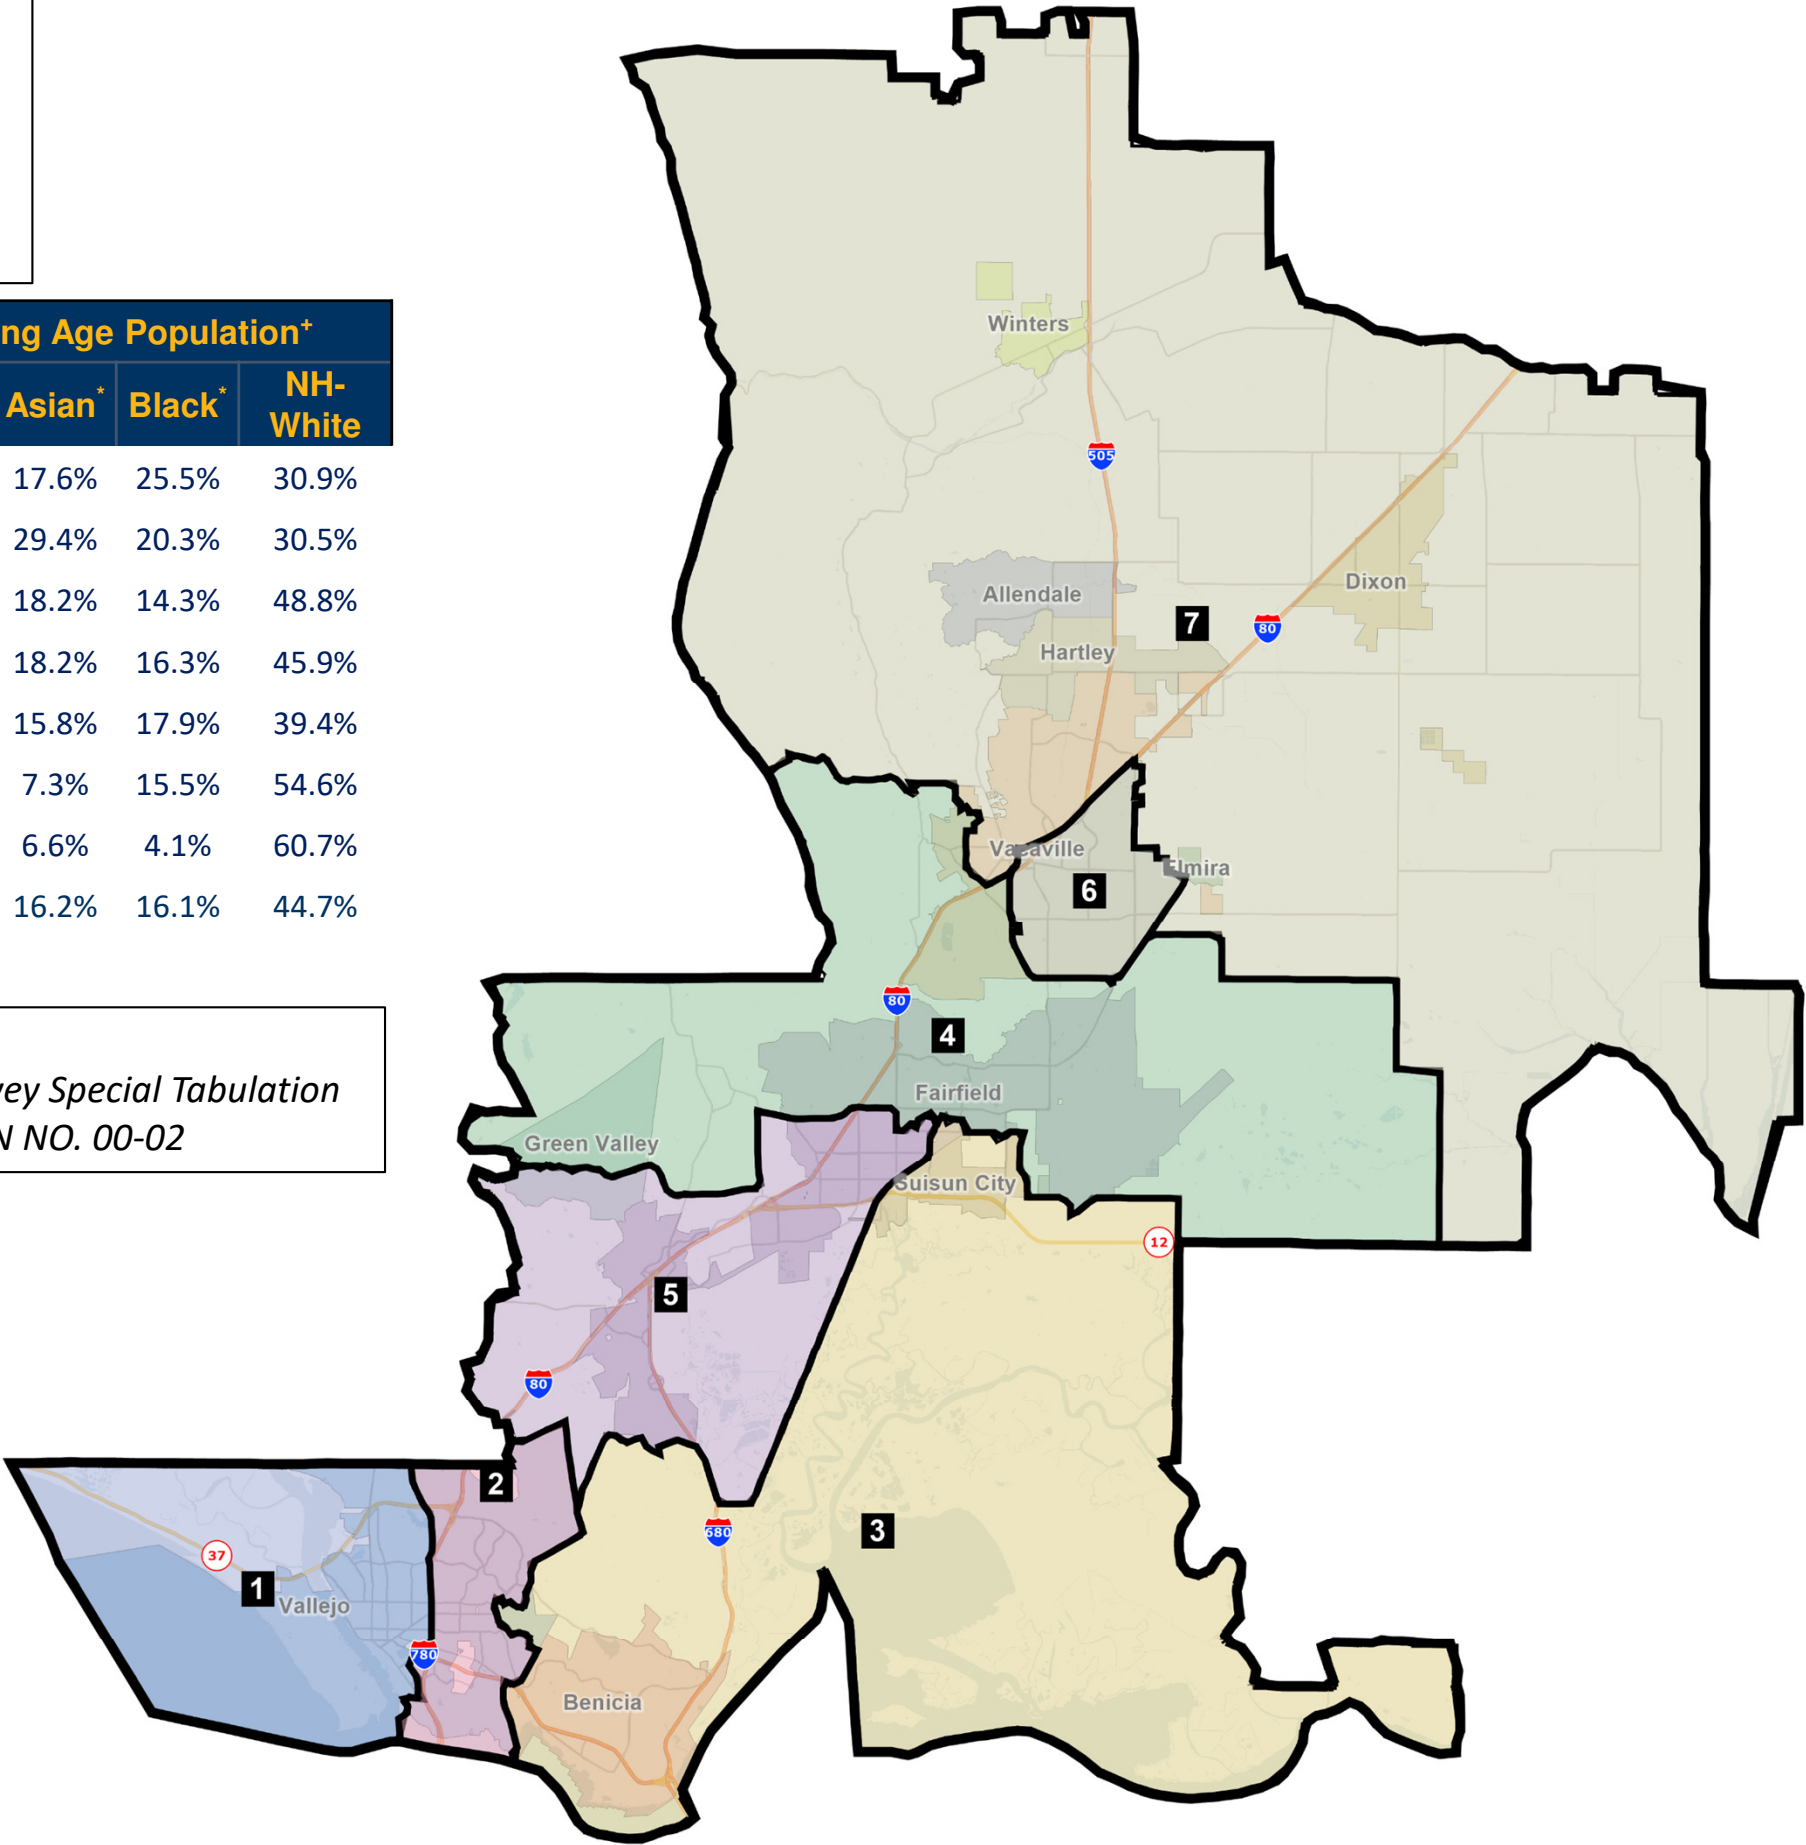 ng Age Population+
Asian* Black* NH-
White
17.6% 25.5% 30.9%
29.4% 20.3% 30.5%
18.2% 14.3% 48.8%
18.2% 16.3% 45.9%
15.8% 17.9% 39.4%
7.3% 15.5% 54.6%
6.6% 4.1% 60.7%
16.2% 16.1% 44.7%
vey Special Tabulation
N NO. 00-02
Winters
505
Allendale
Dixon
7
80
Hartley
Vacaville
Elmira
6
80
4
Fairfield
Green Valley
Suisun City
12
5
80
2
680
3
37
1
Vallejo
780
Benicia